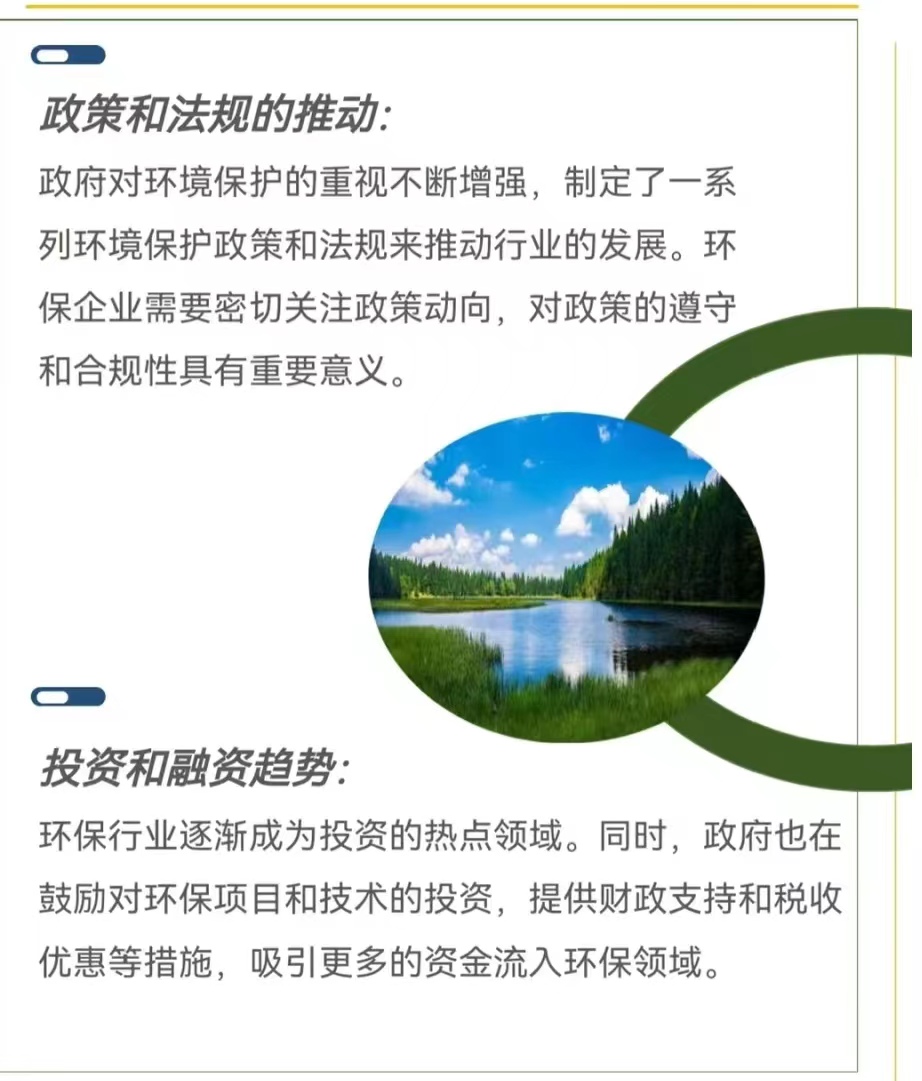 政策和法规的推动：
政府对环境保护的重视不断增强，制定了一系
列环境保护政策和法规来推动行业的发展。环
保企业需要密切关注政策动向，对政策的遵守
和合规性具有重要意义。
投资和融资趋势：
环保行业逐渐成为投资的热点领域。同时，政府也在
鼓励对环保项目和技术的投资，提供财政支持和税收
优惠等措施，吸引更多的资金流入环保领域。